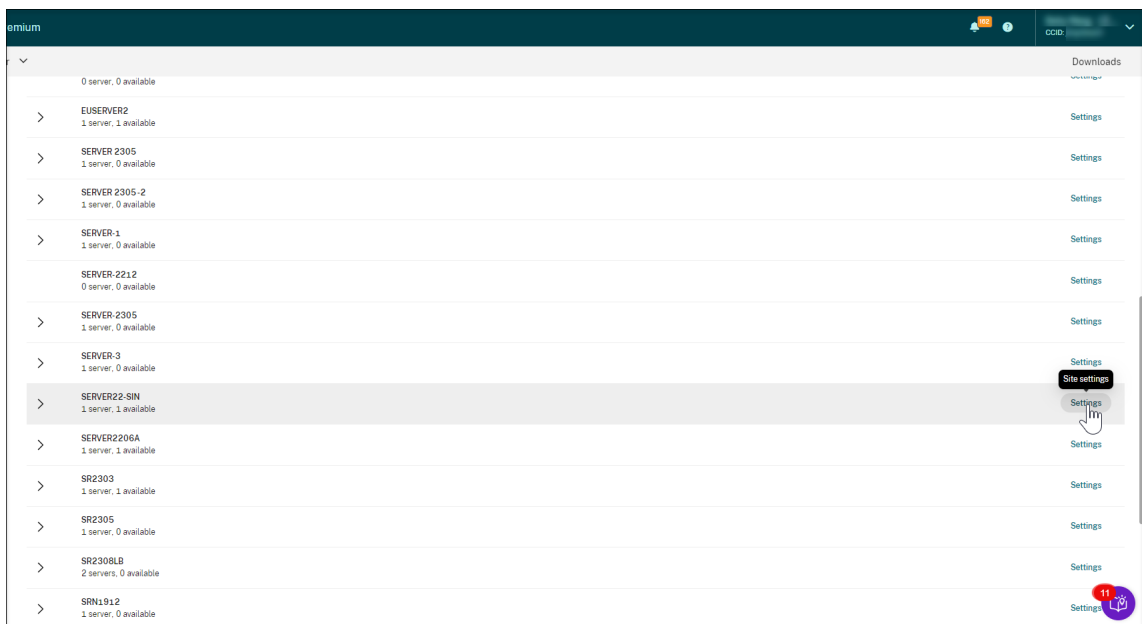 emium
162
?
CCID:
r
Downloads
0 server, 0 available
Settings
EUSERVER2
1 server, 1 available
Settings
SERVER 2305
1 server, 0 available
Settings
SERVER 2305-2
1 server, 0 available
Settings
SERVER-1
1 server, 0 available
Settings
SERVER-2212
0 server, 0 available
Settings
SERVER-2305
1 server, 0 available
Settings
SERVER-3
1 server, 0 available
Settings
Site settings
SERVER22-SIN
1 server, 1 available
Settings
SERVER2206A
1 server, 1 available
Settings
SR2303
1 server, 1 available
Settings
SR2305
1 server, 0 available
Settings
SR2308LB
2 servers, 0 available
Settings
SRN1912
1 server, 0 available
Settings
11